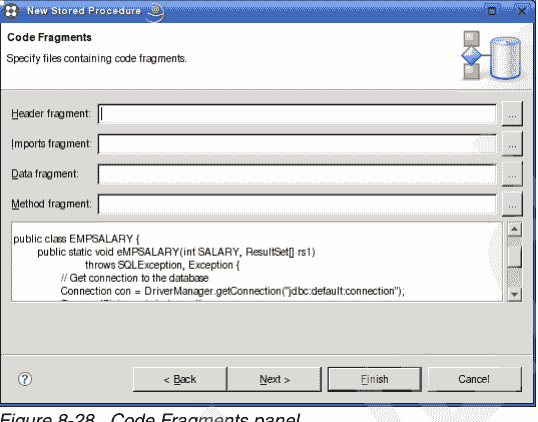 New Stored Procedure
Code Fragments
Specify files containing code fragments.
Header fragment:
...
Imports fragment:
...
Data fragment:
...
Method fragment:
...
public class EMPSALARY {
public static void eMPSALARY(int SALARY, ResultSet[] rs1)
throws SQLException, Exception {
// Get connection to the database
Connection con = DriverManager.getConnection("jdbc:default:connection");
?
< Back
Next >
Finish
Cancel
Figure 8-28 Code Fragments panel